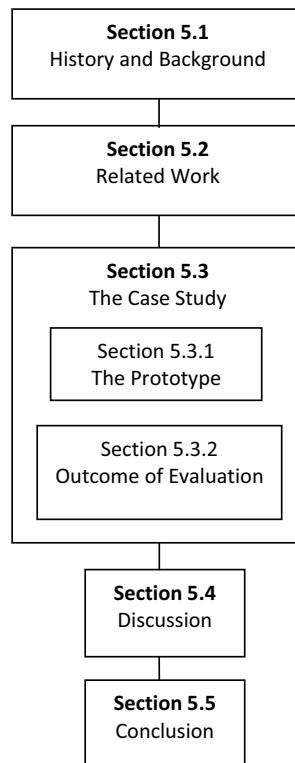 Section 5.1
History and Background
Section 5.2
Related Work
Section 5.3
The Case Study
Section 5.3.1
The Prototype
Section 5.3.2
Outcome of Evaluation
Section 5.4
Discussion
Section 5.5
Conclusion